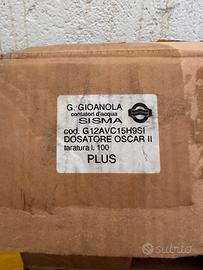 G. GIOANOLA
contatori d'acqua
SISMA
cod. G12AVC15H9SI
DOSATORE OSCAR II
taratura l. 100
PLUS
subito